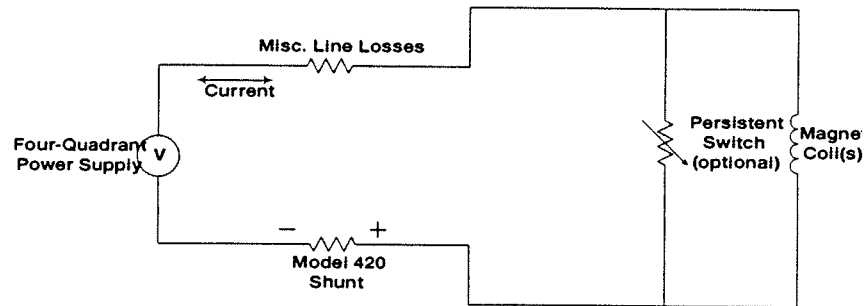 Misc. Line Losses
Current
Four-Quadrant
Power Supply
V
Persistent
Switch
(optional)
Magnet
Coil(s)
− +
Model 420
Shunt